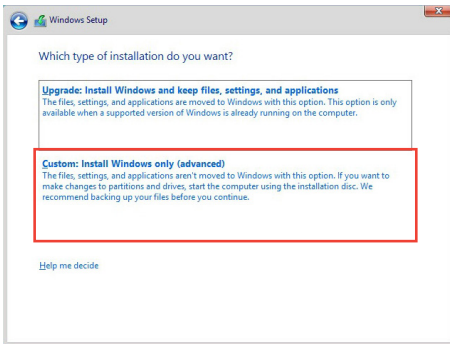 Windows Setup
Which type of installation do you want?
Upgrade: Install Windows and keep files, settings, and applications
The files, settings, and applications are moved to Windows with this option. This option is only
available when a supported version of Windows is already running on the computer.
Custom: Install Windows only (advanced)
The files, settings, and applications aren't moved to Windows with this option. If you want to
make changes to partitions and drives, start the computer using the installation disc. We
recommend backing up your files before you continue.
Help me decide